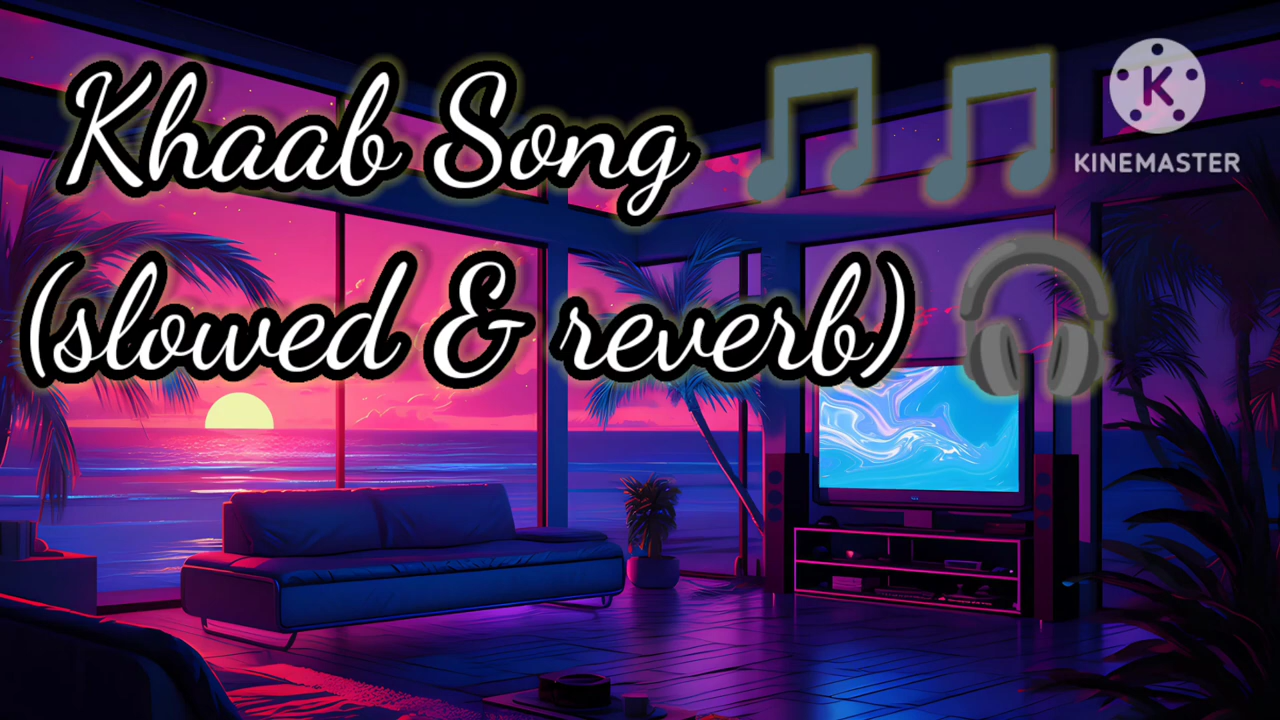 Khaab Song 🎵🎵
(slowed & reverb) 🎧
K
KINEMASTER